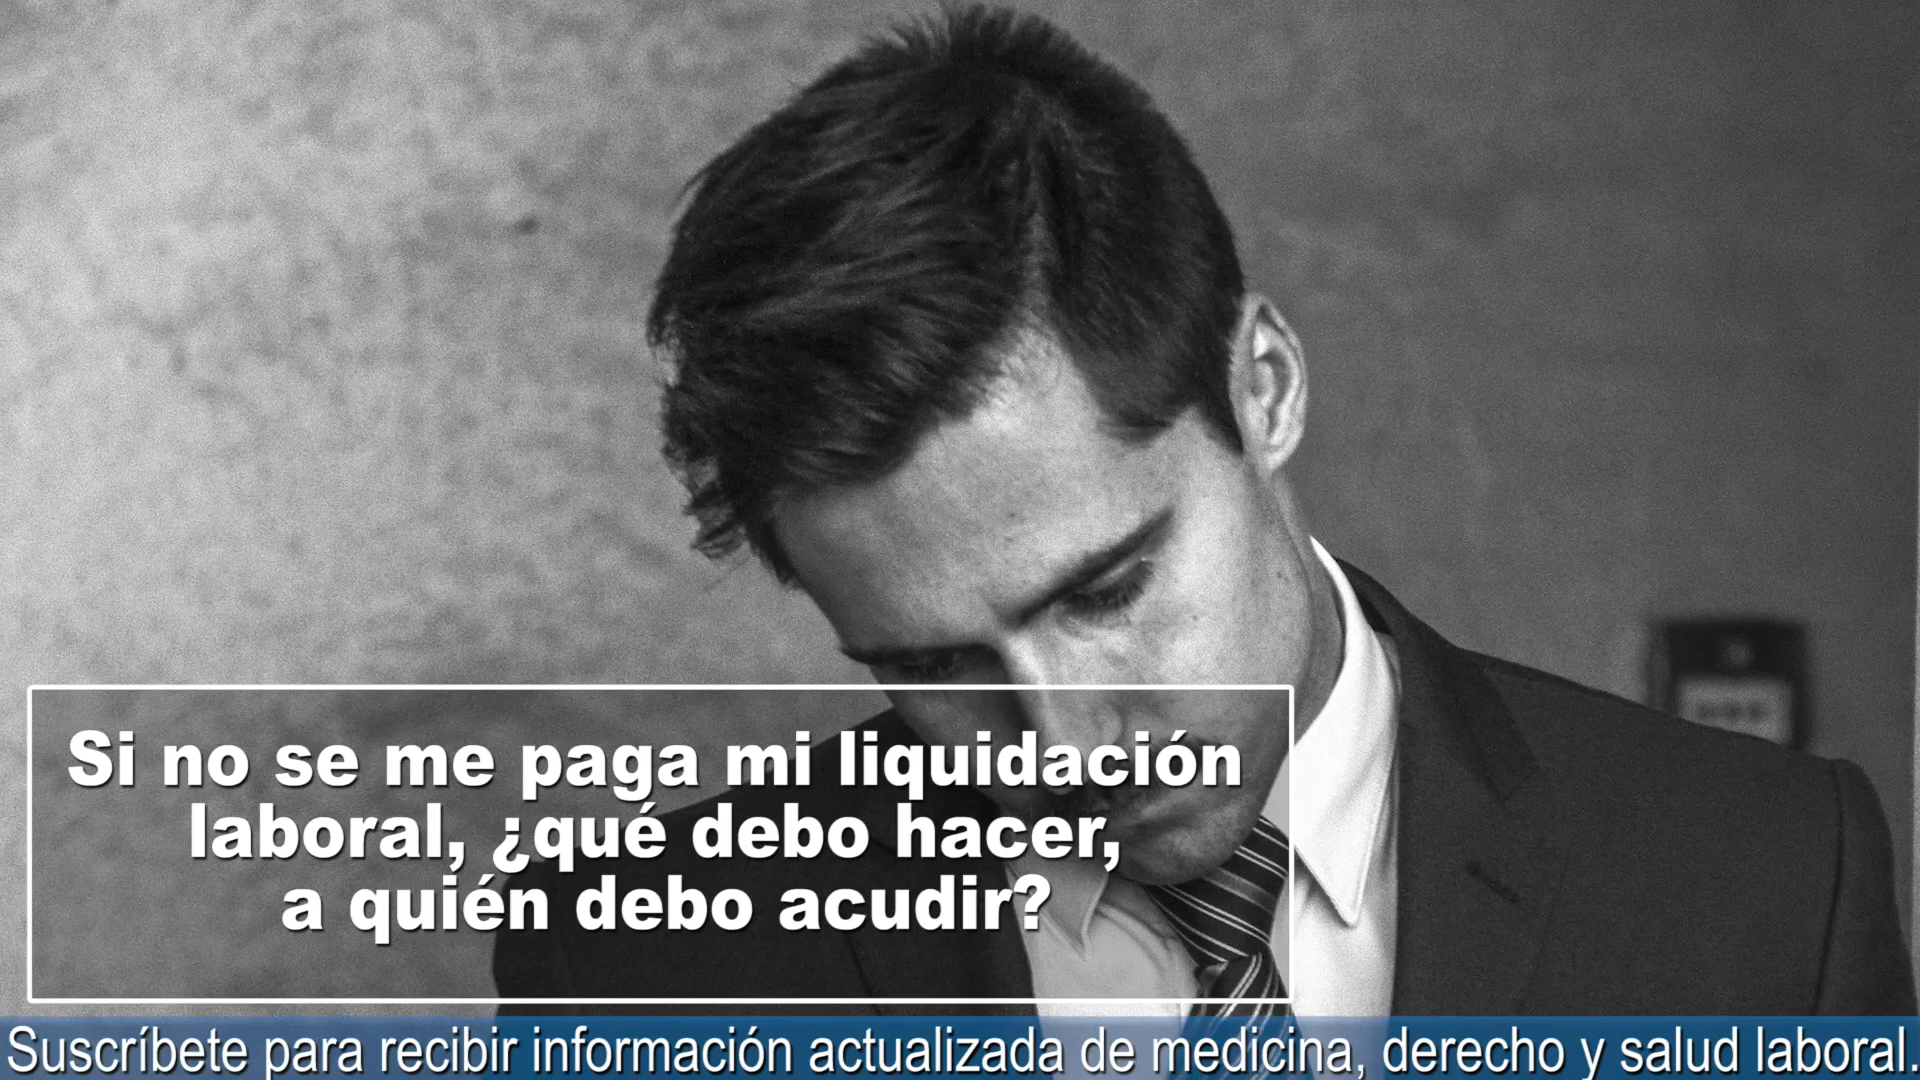 Si no se me paga mi liquidación
laboral, ¿qué debo hacer,
a quién debo acudir?
Suscríbete para recibir información actualizada de medicina, derecho y salud laboral.